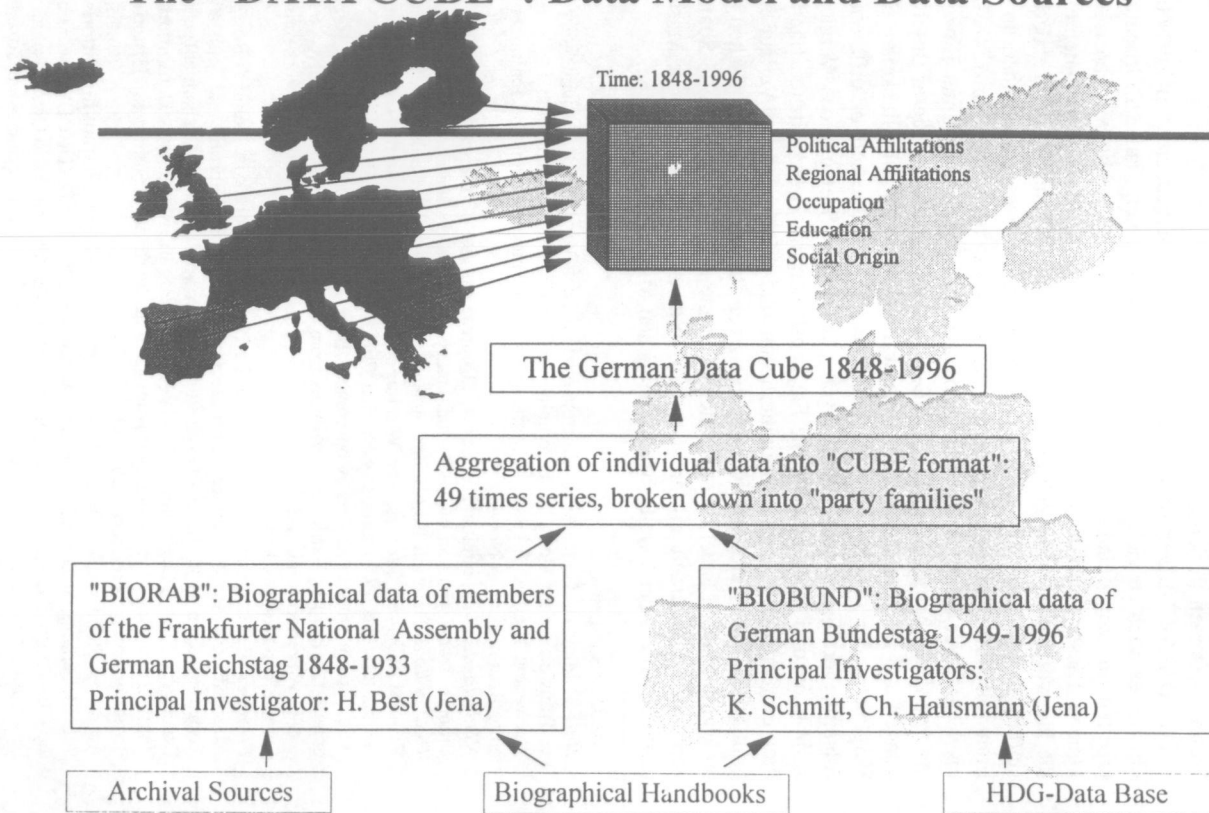 The "DATA CUBE": Data Model and Data Sources
Time: 1848-1996
Political Affilitations
Regional Affilitations
Occupation
Education
Social Origin
The German Data Cube 1848-1996
Aggregation of individual data into "CUBE format":
49 times series, broken down into "party families"
"BIORAB": Biographical data of members
of the Frankfurter National Assembly and
German Reichstag 1848-1933
Principal Investigator: H. Best (Jena)
"BIOBUND": Biographical data of
German Bundestag 1949-1996
Principal Investigators:
K. Schmitt, Ch. Hausmann (Jena)
Archival Sources
Biographical Handbooks
HDG-Data Base